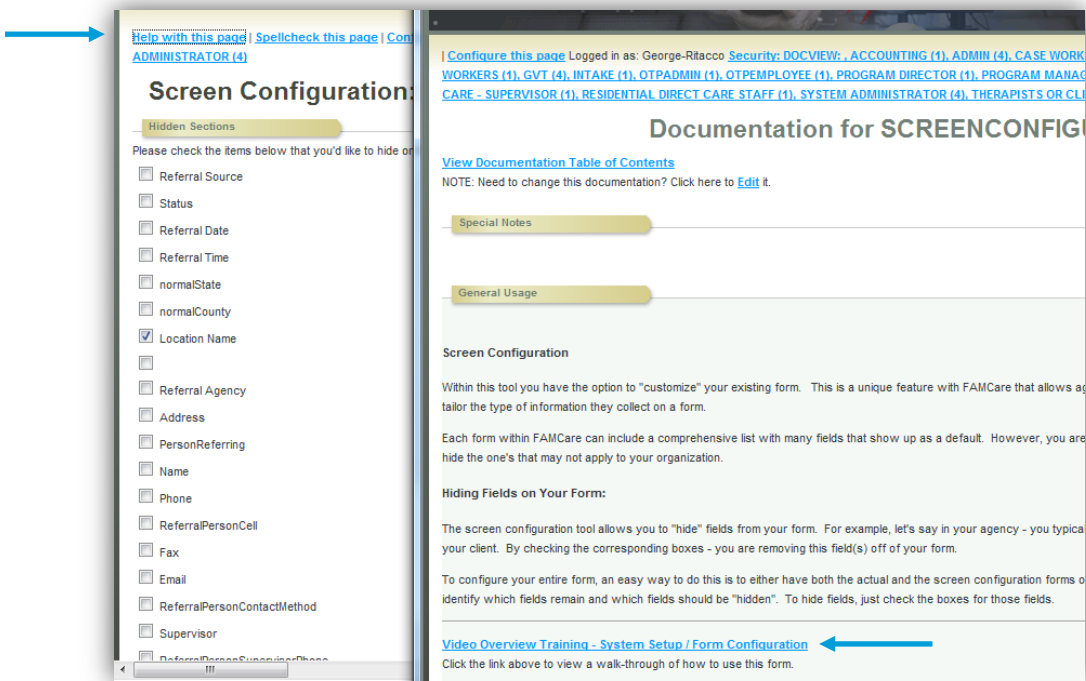 Help with this page | Spellcheck this page |
ADMINISTRATOR (4)
Screen Configuration:
Hidden Sections
Please check the items below that you'd like to hide or
Referral Source
Status
Referral Date
Referral Time
normalState
normalCounty
Location Name
Referral Agency
Address
PersonReferring
Name
Phone
ReferralPersonCell
Fax
Email
ReferralPersonContactMethod
Supervisor
ReferralPersonSupervisorPhone
| Configure this page Logged in as: George-Ritacco Security: DOCVIEW: , ACCOUNTING (1), ADMIN (4), CASE WORK
WORKERS (1), GVT (4), INTAKE (1), OTPADMIN (1), OTPEMPLOYEE (1), PROGRAM DIRECTOR (1), PROGRAM MANAG
CARE - SUPERVISOR (1), RESIDENTIAL DIRECT CARE STAFF (1), SYSTEM ADMINISTRATOR (4), THERAPISTS OR CLI
Documentation for SCREENCONFIGU
View Documentation Table of Contents
NOTE: Need to change this documentation? Click here to Edit it.
Special Notes
General Usage
Screen Configuration
Within this tool you have the option to "customize" your existing form. This is a unique feature with FAMCare that allows ag
tailor the type of information they collect on a form.
Each form within FAMCare can include a comprehensive list with many fields that show up as a default. However, you are
hide the one's that may not apply to your organization.
Hiding Fields on Your Form:
The screen configuration tool allows you to "hide" fields from your form. For example, let's say in your agency - you typical
your client. By checking the corresponding boxes - you are removing this field(s) off of your form.
To configure your entire form, an easy way to do this is to either have both the actual and the screen configuration forms o
identify which fields remain and which fields should be "hidden". To hide fields, just check the boxes for those fields.
Video Overview Training - System Setup / Form Configuration
Click the link above to view a walk-through of how to use this form.